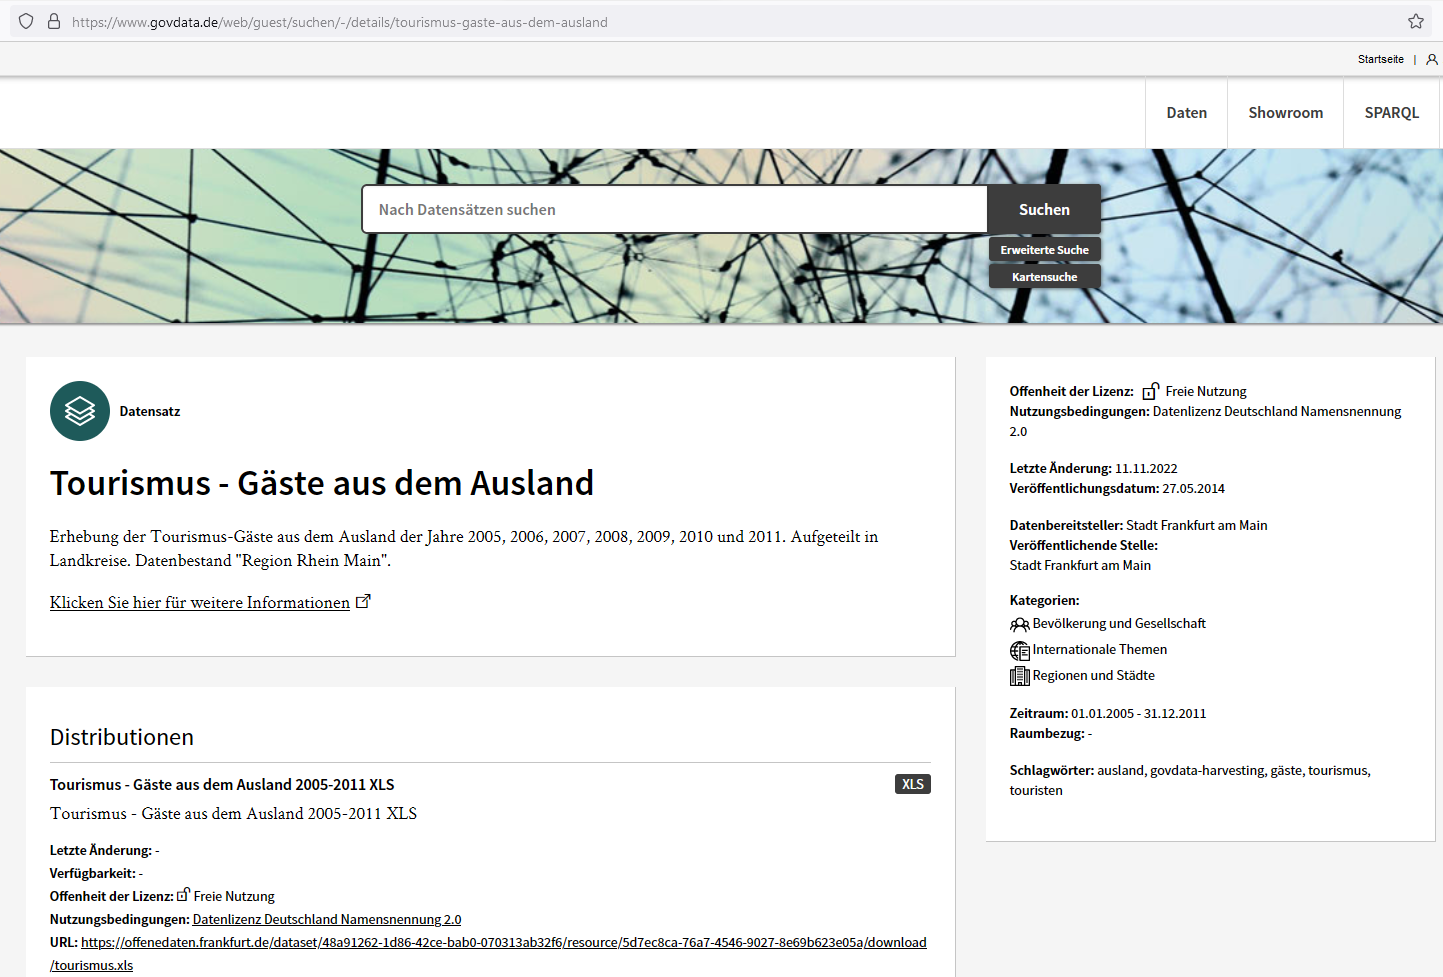 https://www.govdata.de/web/guest/suchen/-/details/tourismus-gaste-aus-dem-ausland
Startseite |
Daten
Showroom
SPARQL
Nach Datensätzen suchen
Suchen
Erweiterte Suche
Kartensuche
Datensatz
Tourismus - Gäste aus dem Ausland
Erhebung der Tourismus-Gäste aus dem Ausland der Jahre 2005, 2006, 2007, 2008, 2009, 2010 und 2011. Aufgeteilt in
Landkreise. Datenbestand "Region Rhein Main".
Klicken Sie hier für weitere Informationen
Distributionen
Tourismus - Gäste aus dem Ausland 2005-2011 XLS
XLS
Tourismus - Gäste aus dem Ausland 2005-2011 XLS
Letzte Änderung: -
Verfügbarkeit: -
Offenheit der Lizenz: Freie Nutzung
Nutzungsbedingungen: Datenlizenz Deutschland Namensnennung 2.0
URL: https://offenedaten.frankfurt.de/dataset/48a91262-1d86-42ce-bab0-070313ab32f6/resource/5d7ec8ca-76a7-4546-9027-8e69b623e05a/download
/tourismus.xls
Offenheit der Lizenz: Freie Nutzung
Nutzungsbedingungen: Datenlizenz Deutschland Namensnennung
2.0
Letzte Änderung: 11.11.2022
Veröffentlichungsdatum: 27.05.2014
Datenbereitsteller: Stadt Frankfurt am Main
Veröffentlichende Stelle:
Stadt Frankfurt am Main
Kategorien:
Bevölkerung und Gesellschaft
Internationale Themen
Regionen und Städte
Zeitraum: 01.01.2005 - 31.12.2011
Raumbezug: -
Schlagwörter: ausland, govdata-harvesting, gäste, tourismus,
touristen